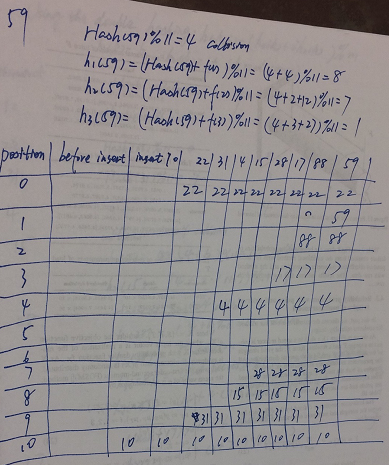 59
Hash(59)%11=4 collision
h1(59)=(Hash(59)+f(1))%11=(4+4)%11=8
h2(59)=(Hash(59)+f(2))%11=(4+2+12)%11=7
h3(59)=(Hash(59)+f(3))%11=(4+3+27)%11=1
position before insert insert 10 22 31 4 15 28 17 88 59
0 22 22 22 22 22 22 22 22
1 59
2 88 88
3 17 17 17
4 4 4 4 4 4 4
5
6
7 28 28 28 28
8 15 15 15 15 15
9 31 31 31 31 31 31 31
10 10 10 10 10 10 10 10 10 10